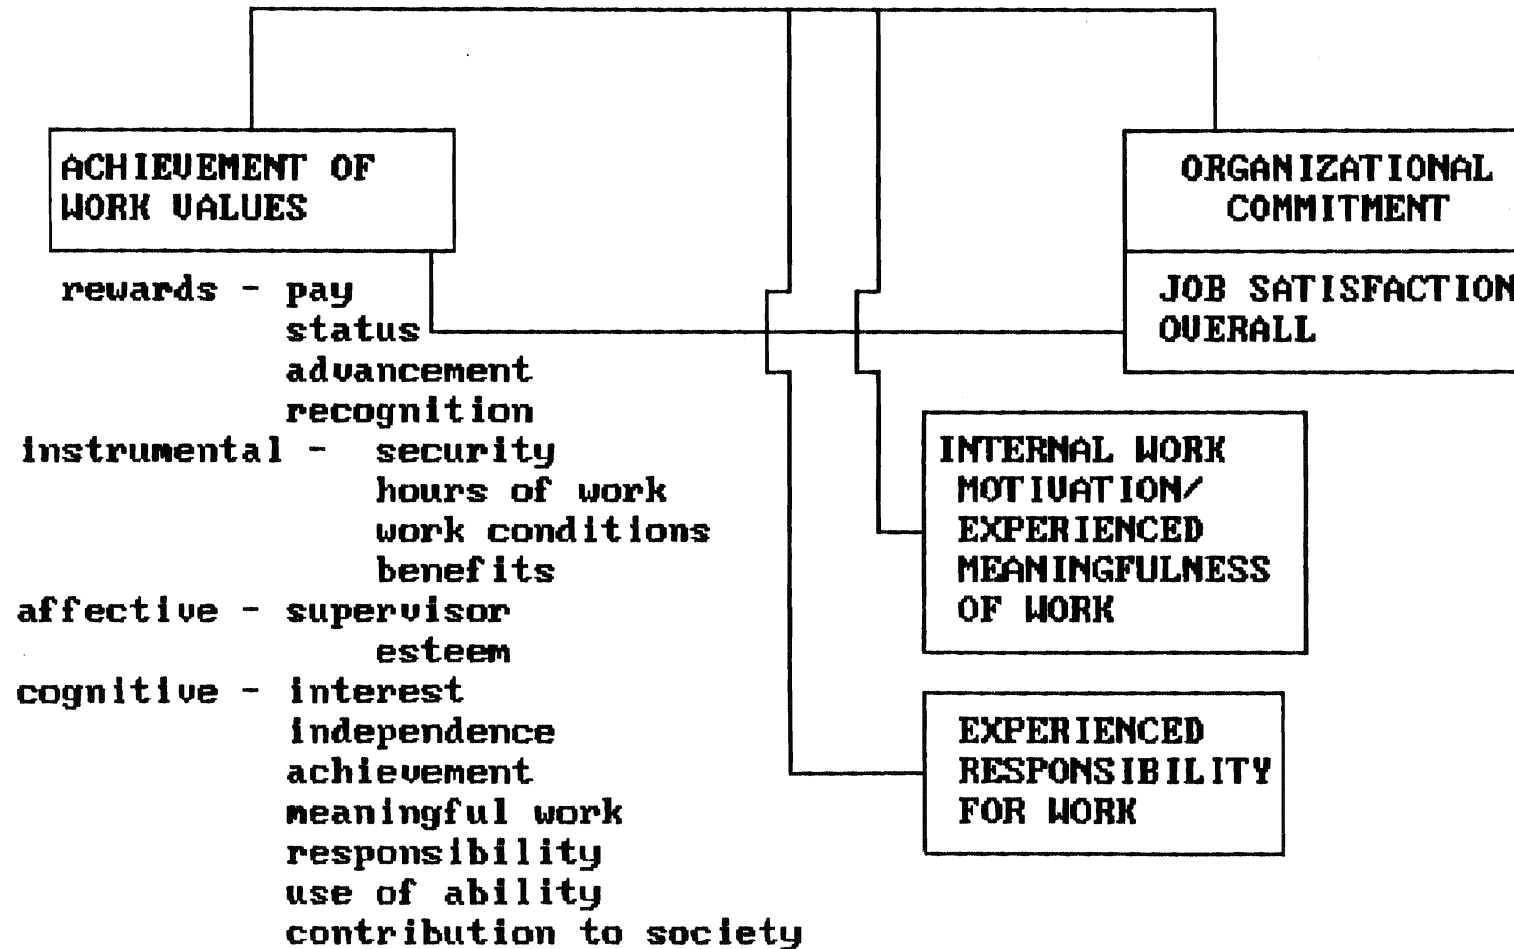 ACHIEVEMENT OF
WORK VALUES
rewards - pay
status
advancement
recognition
instrumental - security
hours of work
work conditions
benefits
affective - supervisor
esteem
cognitive - interest
independence
achievement
meaningful work
responsibility
use of ability
contribution to society
ORGANIZATIONAL
COMMITMENT
JOB SATISFACTION
OVERALL
INTERNAL WORK
MOTIVATION/
EXPERIENCED
MEANINGFULNESS
OF WORK
EXPERIENCED
RESPONSIBILITY
FOR WORK